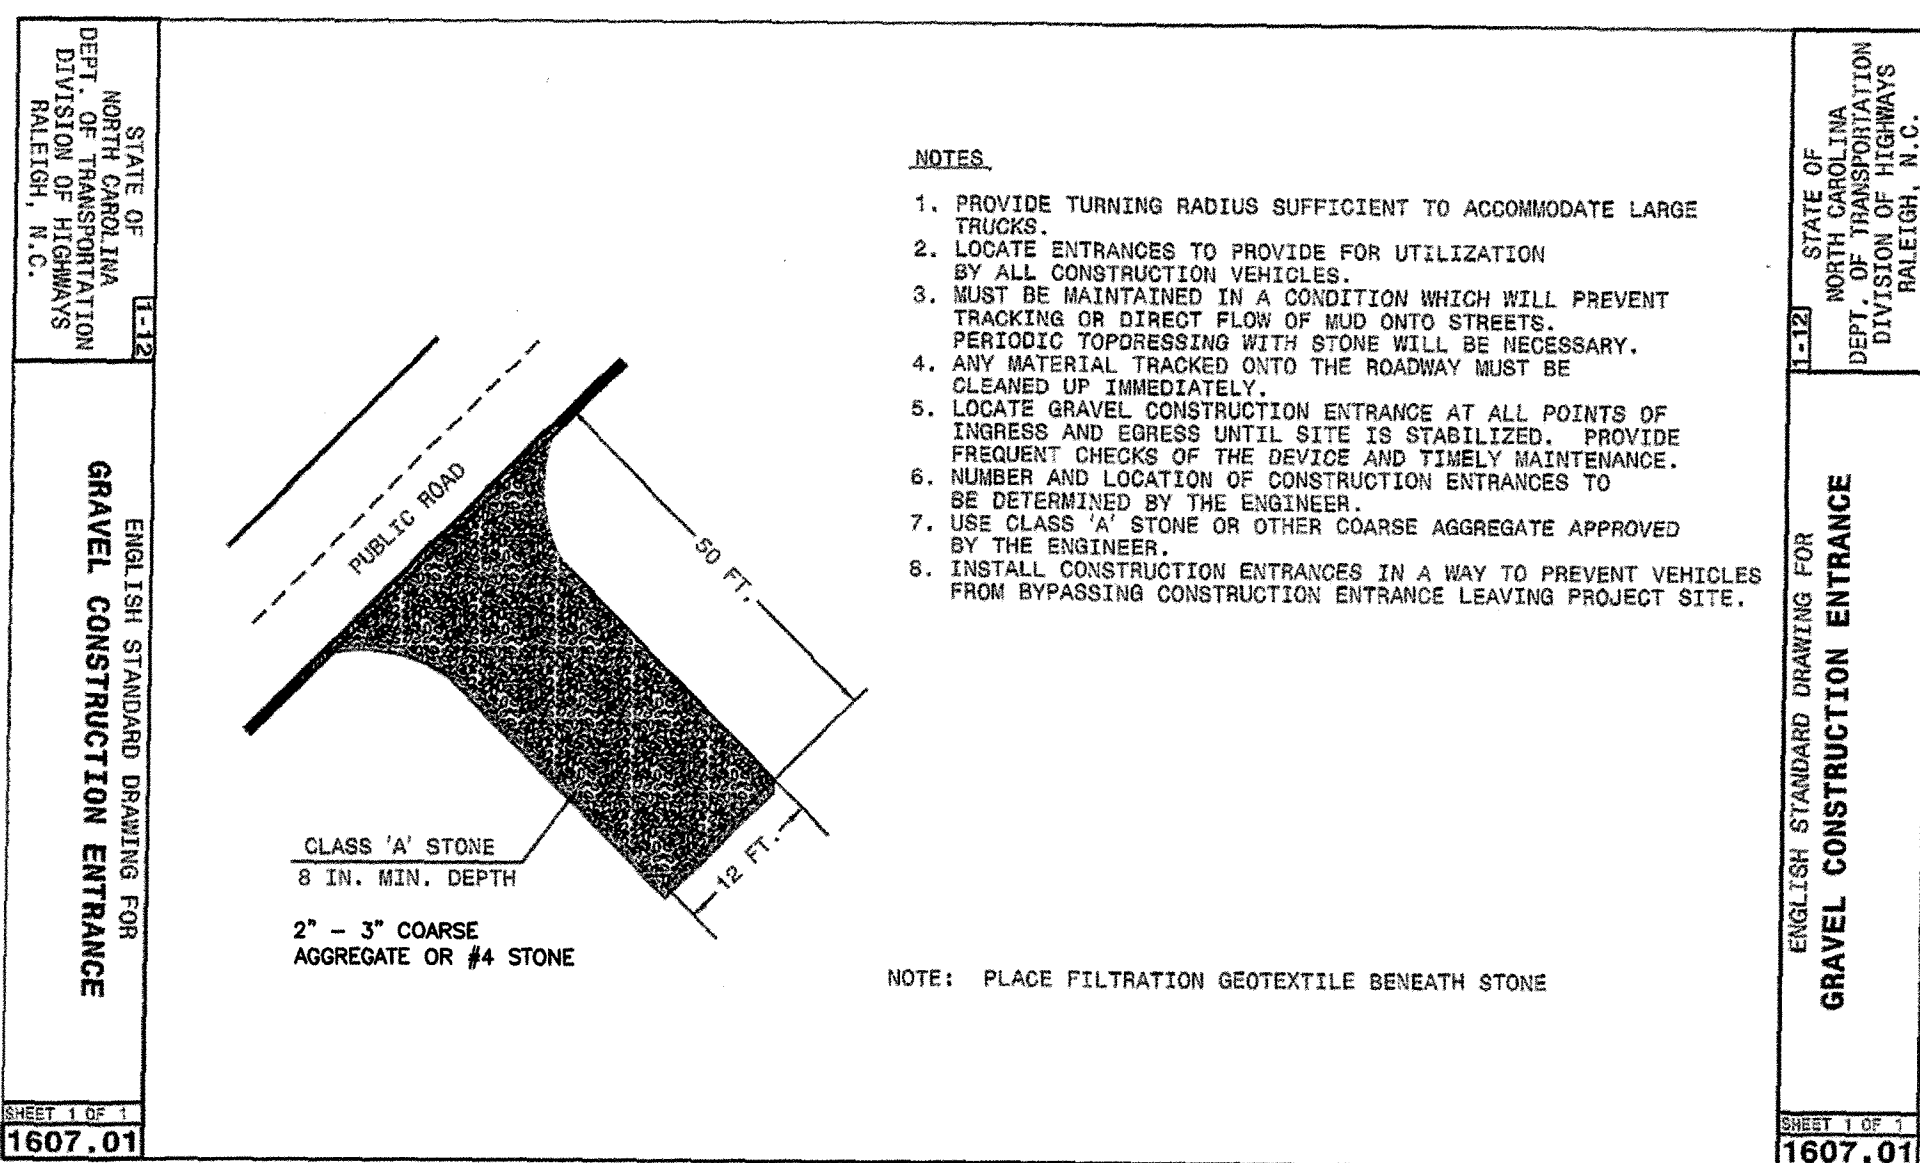 STATE OF
NORTH CAROLINA
DEPT. OF TRANSPORTATION
DIVISION OF HIGHWAYS
RALEIGH, N.C.
1-12
ENGLISH STANDARD DRAWING FOR
GRAVEL CONSTRUCTION ENTRANCE
SHEET 1 OF 1
1607.01
PUBLIC ROAD
50 FT.
12 FT.
CLASS 'A' STONE
8 IN. MIN. DEPTH
2" – 3" COARSE
AGGREGATE OR #4 STONE
NOTES
1. PROVIDE TURNING RADIUS SUFFICIENT TO ACCOMMODATE LARGE
TRUCKS.
2. LOCATE ENTRANCES TO PROVIDE FOR UTILIZATION
BY ALL CONSTRUCTION VEHICLES.
3. MUST BE MAINTAINED IN A CONDITION WHICH WILL PREVENT
TRACKING OR DIRECT FLOW OF MUD ONTO STREETS.
PERIODIC TOPDRESSING WITH STONE WILL BE NECESSARY.
4. ANY MATERIAL TRACKED ONTO THE ROADWAY MUST BE
CLEANED UP IMMEDIATELY.
5. LOCATE GRAVEL CONSTRUCTION ENTRANCE AT ALL POINTS OF
INGRESS AND EGRESS UNTIL SITE IS STABILIZED. PROVIDE
FREQUENT CHECKS OF THE DEVICE AND TIMELY MAINTENANCE.
6. NUMBER AND LOCATION OF CONSTRUCTION ENTRANCES TO
BE DETERMINED BY THE ENGINEER.
7. USE CLASS 'A' STONE OR OTHER COARSE AGGREGATE APPROVED
BY THE ENGINEER.
8. INSTALL CONSTRUCTION ENTRANCES IN A WAY TO PREVENT VEHICLES
FROM BYPASSING CONSTRUCTION ENTRANCE LEAVING PROJECT SITE.
NOTE: PLACE FILTRATION GEOTEXTILE BENEATH STONE
STATE OF
NORTH CAROLINA
DEPT. OF TRANSPORTATION
DIVISION OF HIGHWAYS
RALEIGH, N.C.
1-12
ENGLISH STANDARD DRAWING FOR
GRAVEL CONSTRUCTION ENTRANCE
SHEET 1 OF 1
1607.01